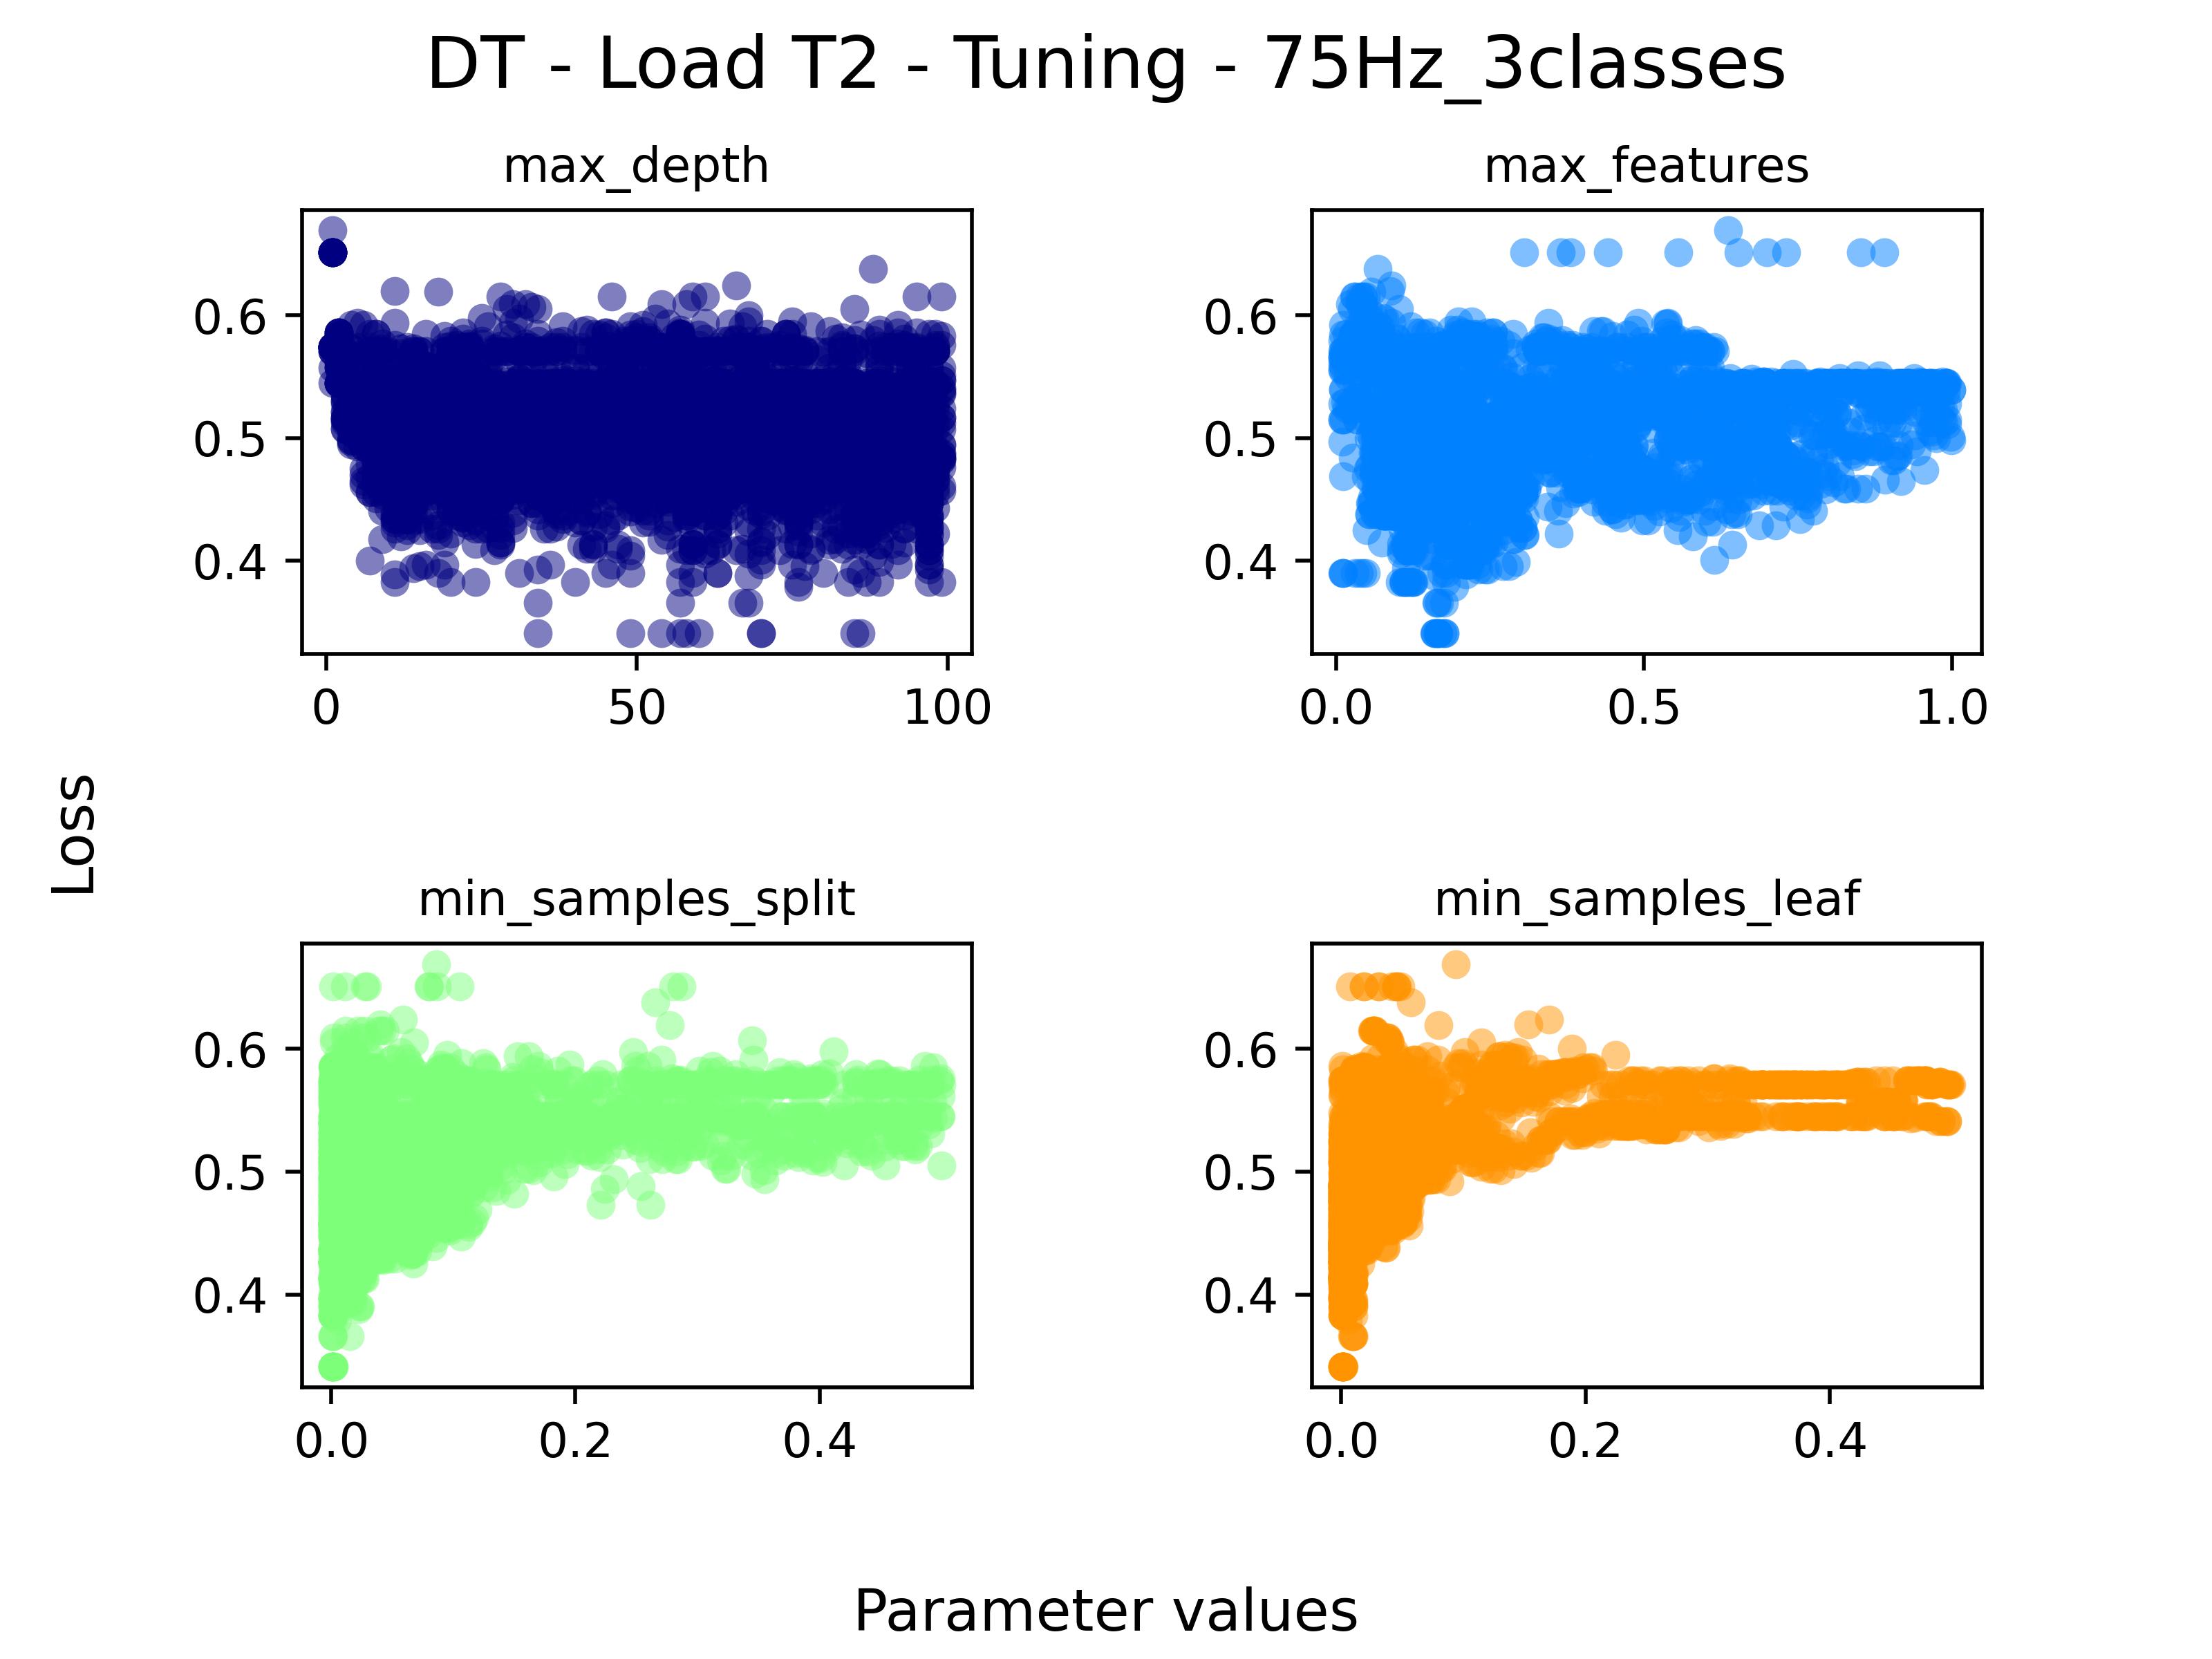 DT - Load T2 - Tuning - 75Hz_3classes
max_depth
0.6
0.5
0.4
0 50 100
max_features
0.6
0.5
0.4
0.0 0.5 1.0
Loss
min_samples_split
0.6
0.5
0.4
0.0 0.2 0.4
min_samples_leaf
0.6
0.5
0.4
0.0 0.2 0.4
Parameter values